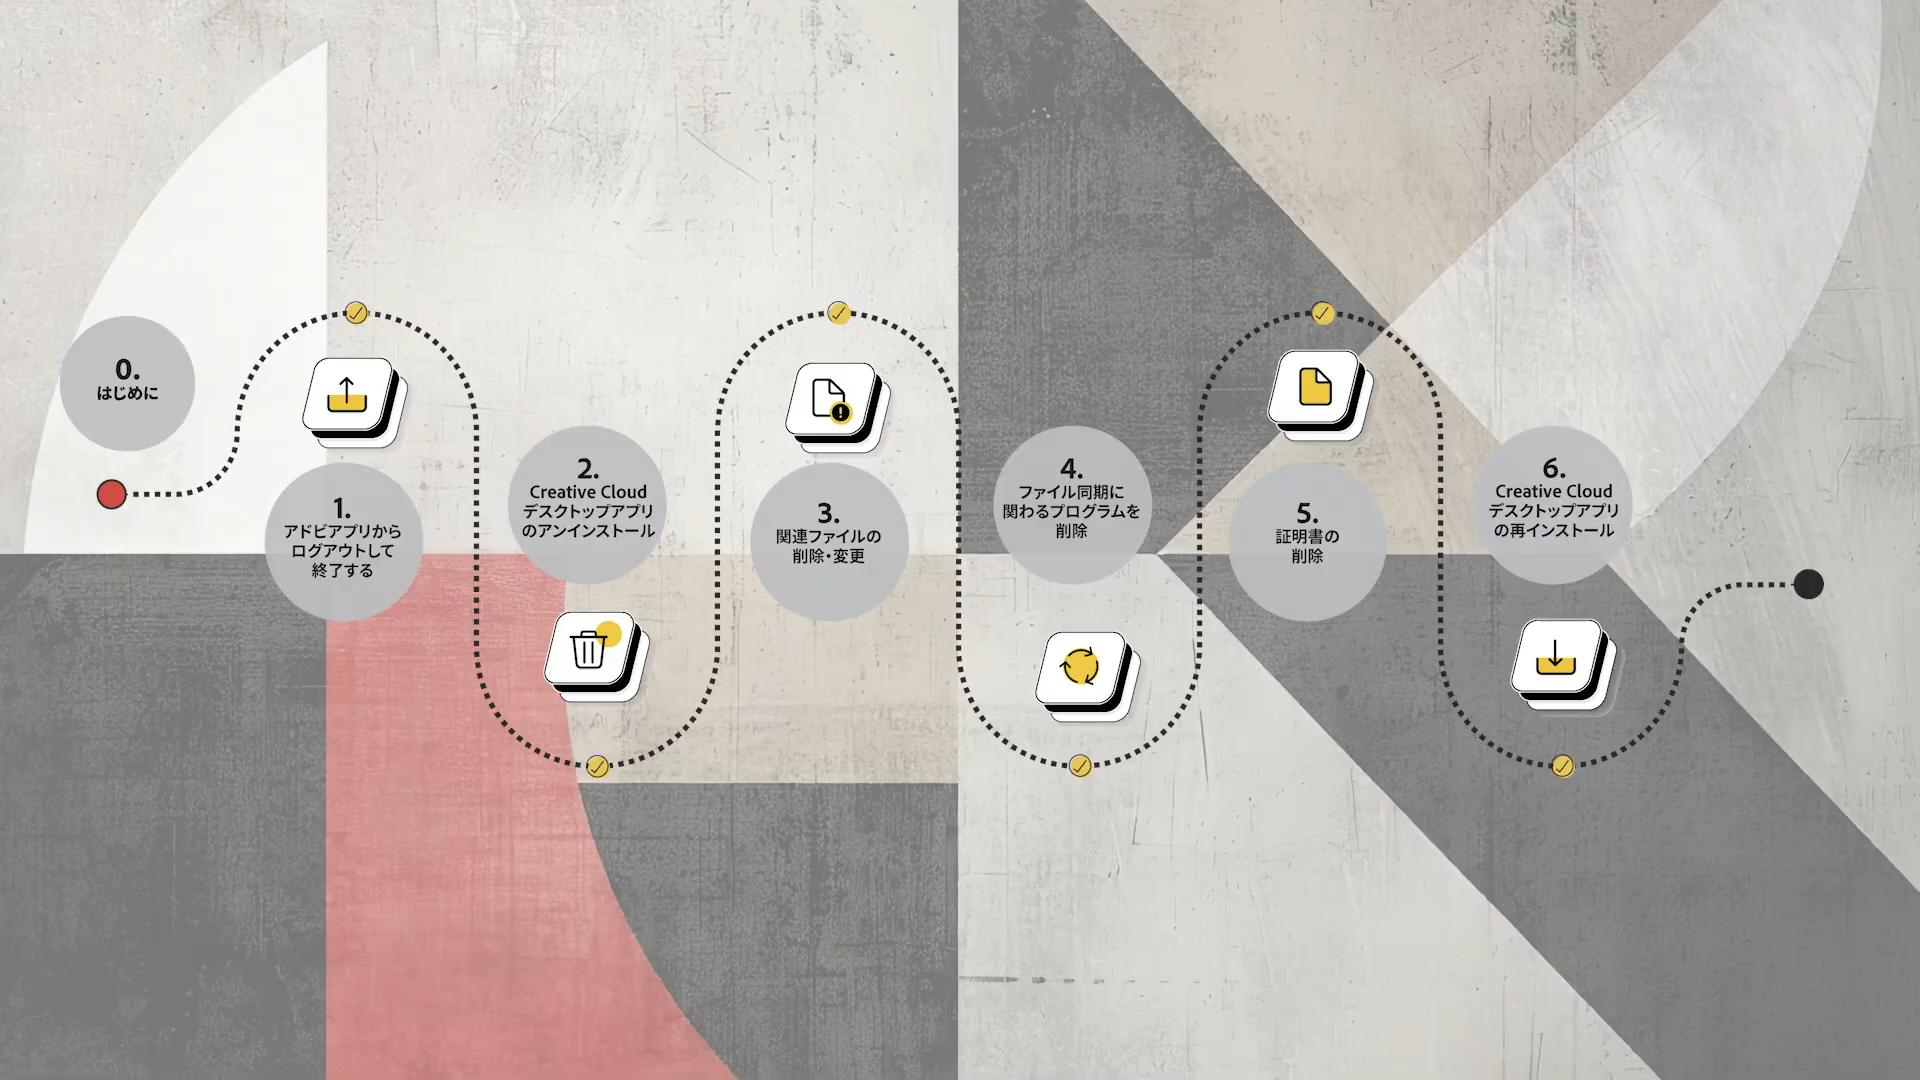 0.
はじめに
1.
アドビアプリから
ログアウトして
終了する
2.
Creative Cloud
デスクトップアプリ
のアンインストール
3.
関連ファイルの
削除・変更
4.
ファイル同期に
関わるプログラムを
削除
5.
証明書の
削除
6.
Creative Cloud
デスクトップアプリ
の再インストール